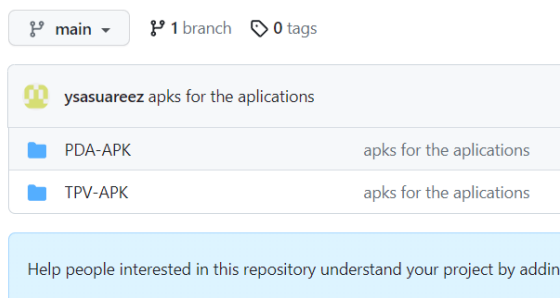 main
1 branch
0 tags
ysasuareez apks for the aplications
PDA-APK apks for the aplications
TPV-APK apks for the aplications
Help people interested in this repository understand your project by addin